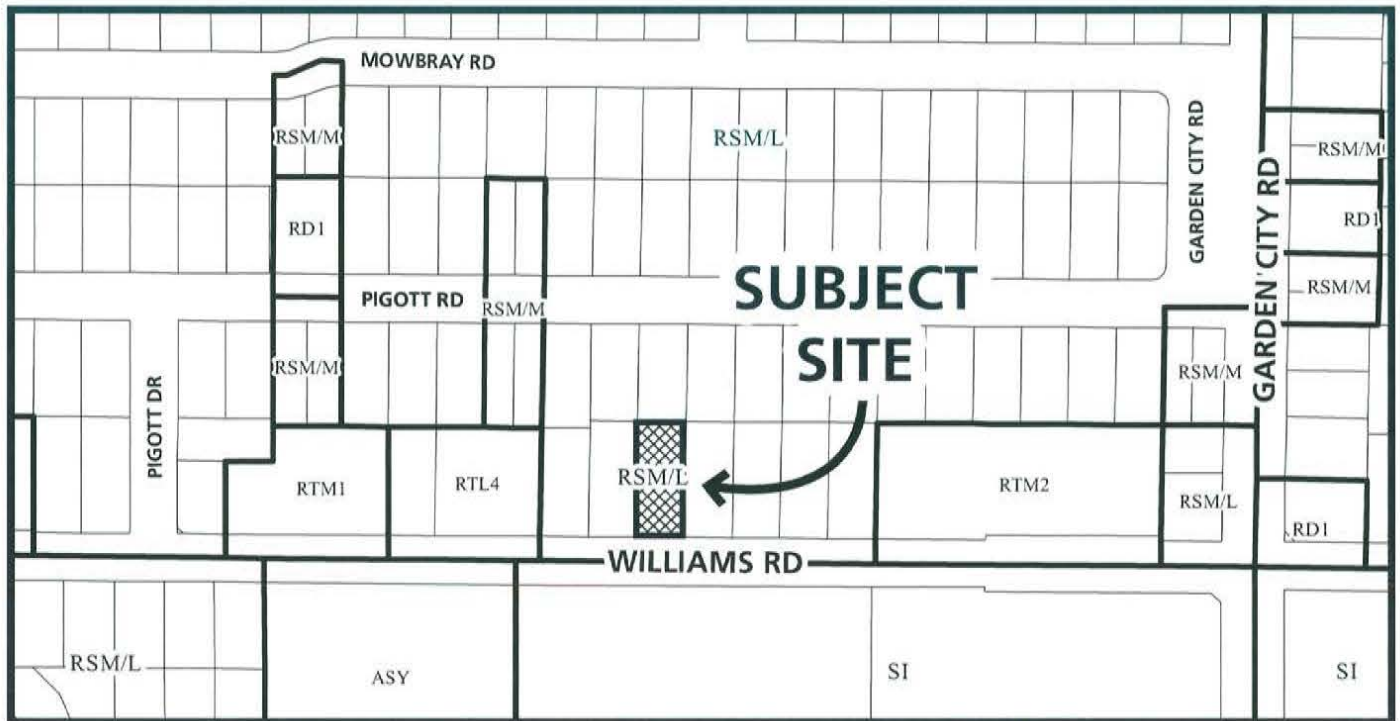 MOWBRAY RD
RSM/M
RSM/L
GARDEN CITY RD
GARDEN CITY RD
RSM/M
RD1
RD1
SUBJECT
SITE
PIGOTT RD
RSM/M
RSM/M
RSM/M
RSM/M
PIGOTT DR
RTM1
RTL4
RSM/L
RTM2
RSM/L
RD1
WILLIAMS RD
RSM/L
ASY
SI
SI